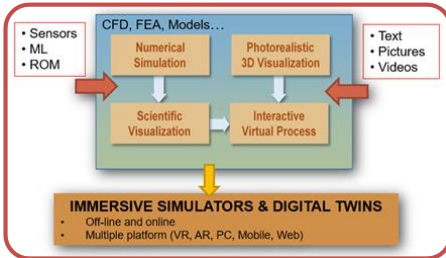 CFD, FEA, Models…
• Sensors
• ML
• ROM
Numerical
Simulation
Photorealistic
3D Visualization
• Text
• Pictures
• Videos
Scientific
Visualization
Interactive
Virtual Process
IMMERSIVE SIMULATORS & DIGITAL TWINS
• Off-line and online
• Multiple platform (VR, AR, PC, Mobile, Web)